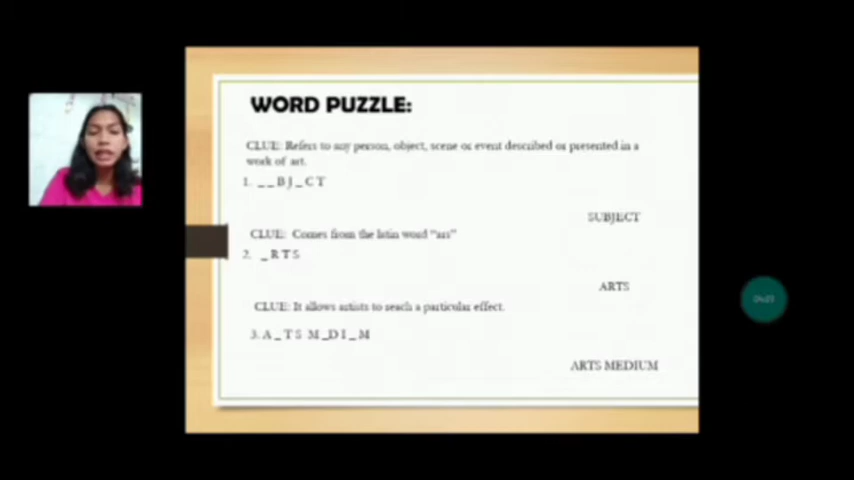 WORD PUZZLE:
CLUE: Refers to any person, object, scene or event described or presented in a
work of art.
1. _ _ B J _ C T
SUBJECT
CLUE: Comes from the latin word "ars"
2. _ R T S
ARTS
CLUE: It allows artists to reach a particular effect.
3. A _ T S M _ D I _ M
ARTS MEDIUM